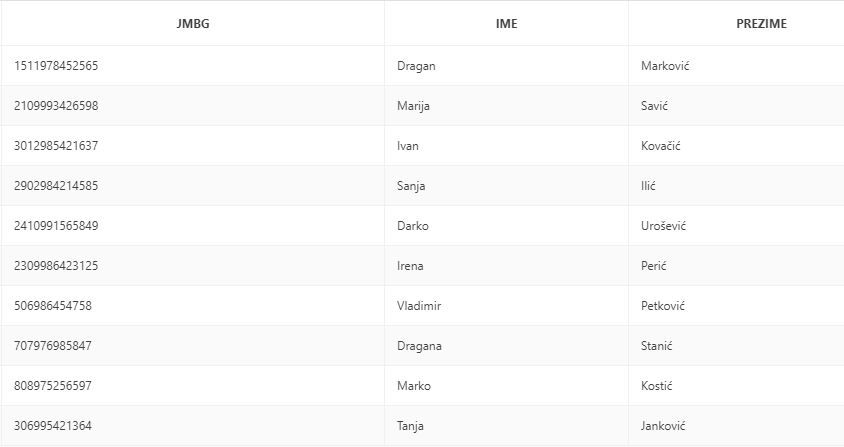 JMBG IME PREZIME
1511978452565 Dragan Marković
2109993426598 Marija Savić
3012985421637 Ivan Kovačić
2902984214585 Sanja Ilić
2410991565849 Darko Urošević
2309986423125 Irena Perić
506986454758 Vladimir Petković
707976985847 Dragana Stanić
808975256597 Marko Kostić
306995421364 Tanja Janković